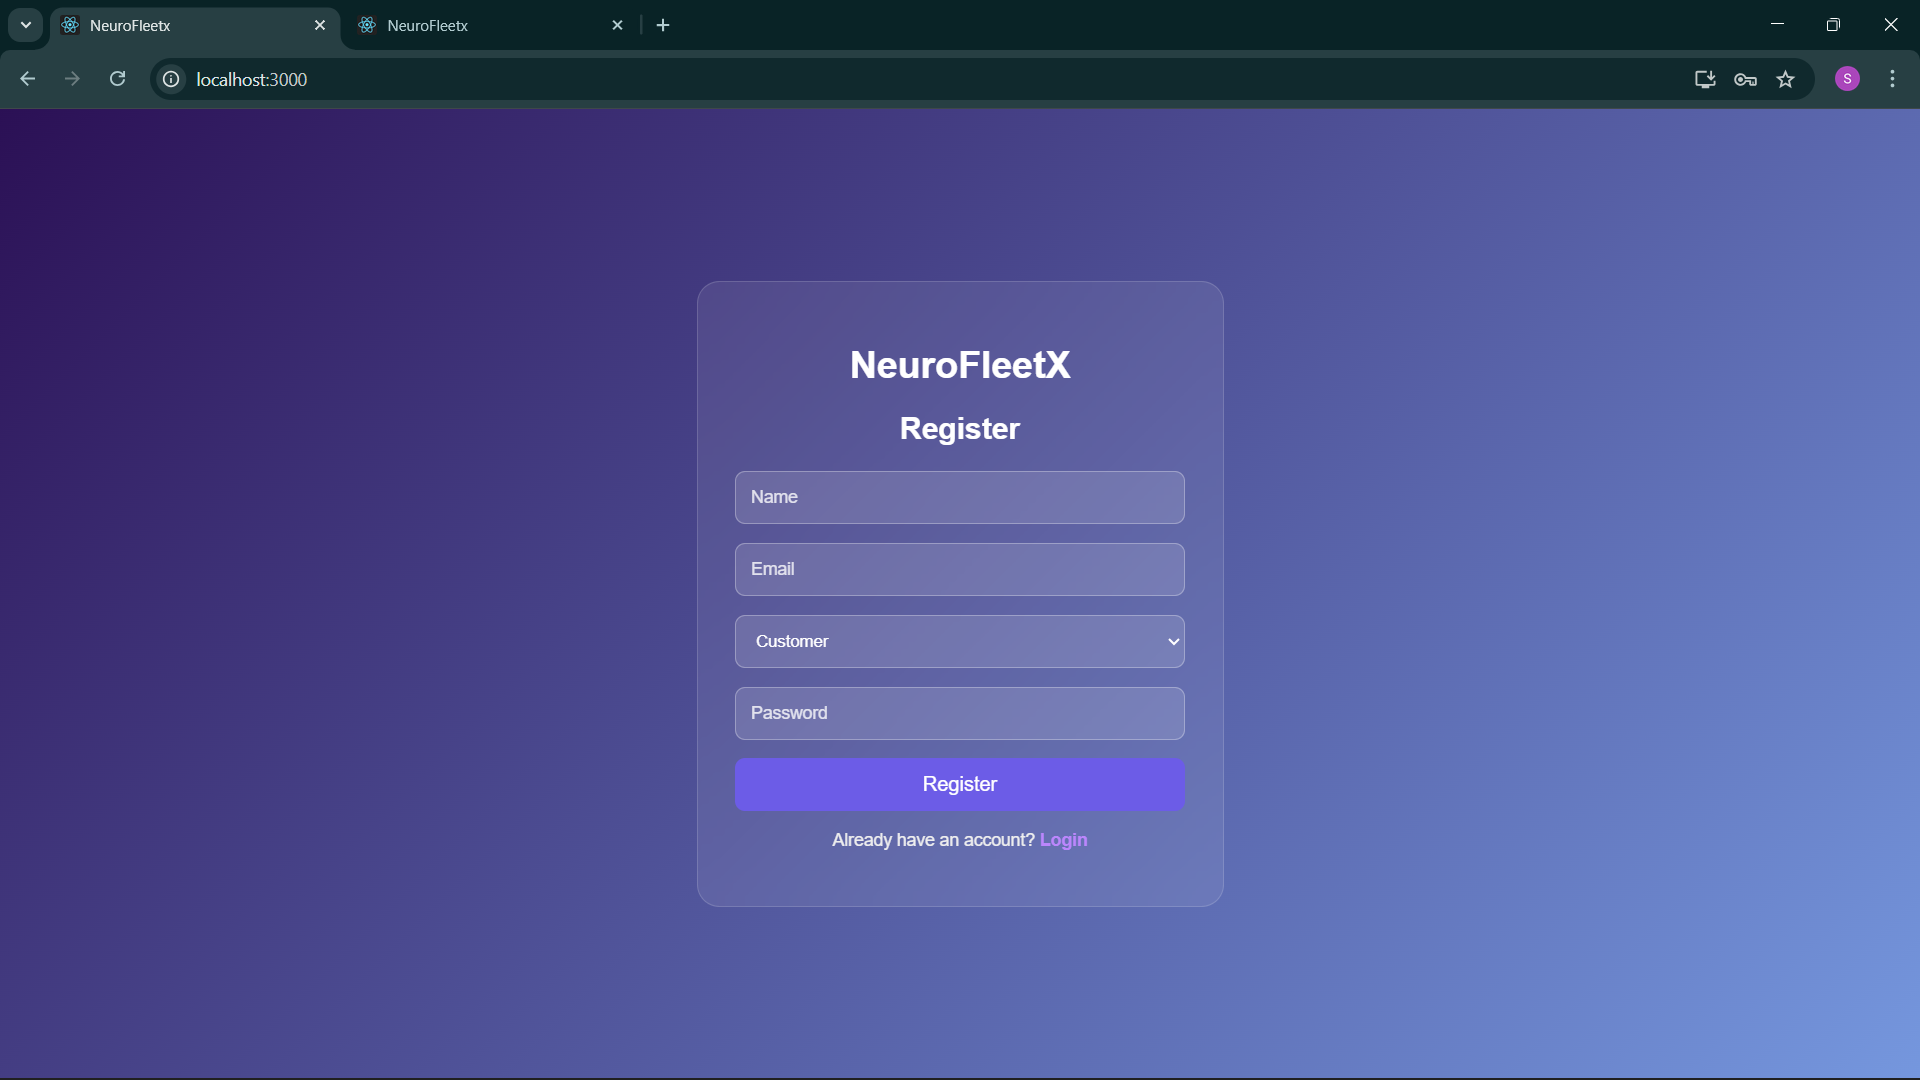 NeuroFleetx
NeuroFleetx
localhost:3000
S
NeuroFleetX
Register
Name
Email
Customer
Password
Register
Already have an account? Login